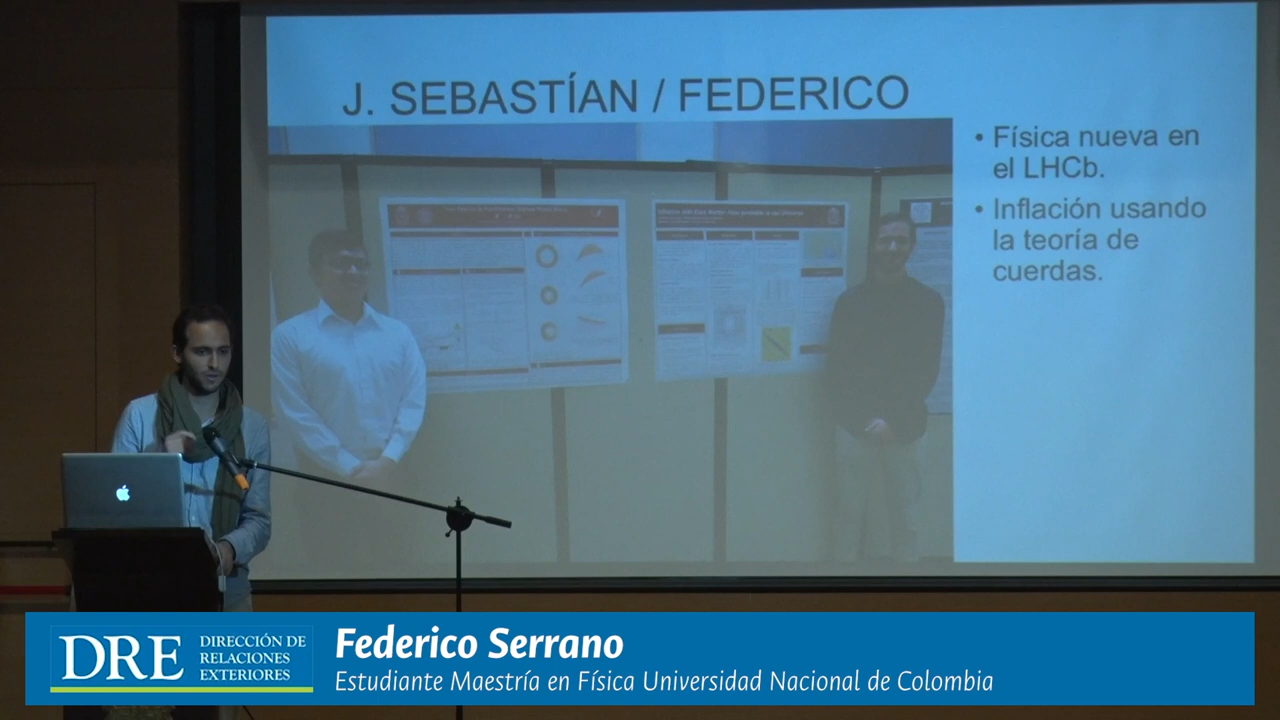 J. SEBASTÍAN / FEDERICO
• Física nueva en
el LHCb.
• Inflación usando
la teoría de
cuerdas.
DRE
DIRECCIÓN DE
RELACIONES
EXTERIORES
Federico Serrano
Estudiante Maestría en Física Universidad Nacional de Colombia